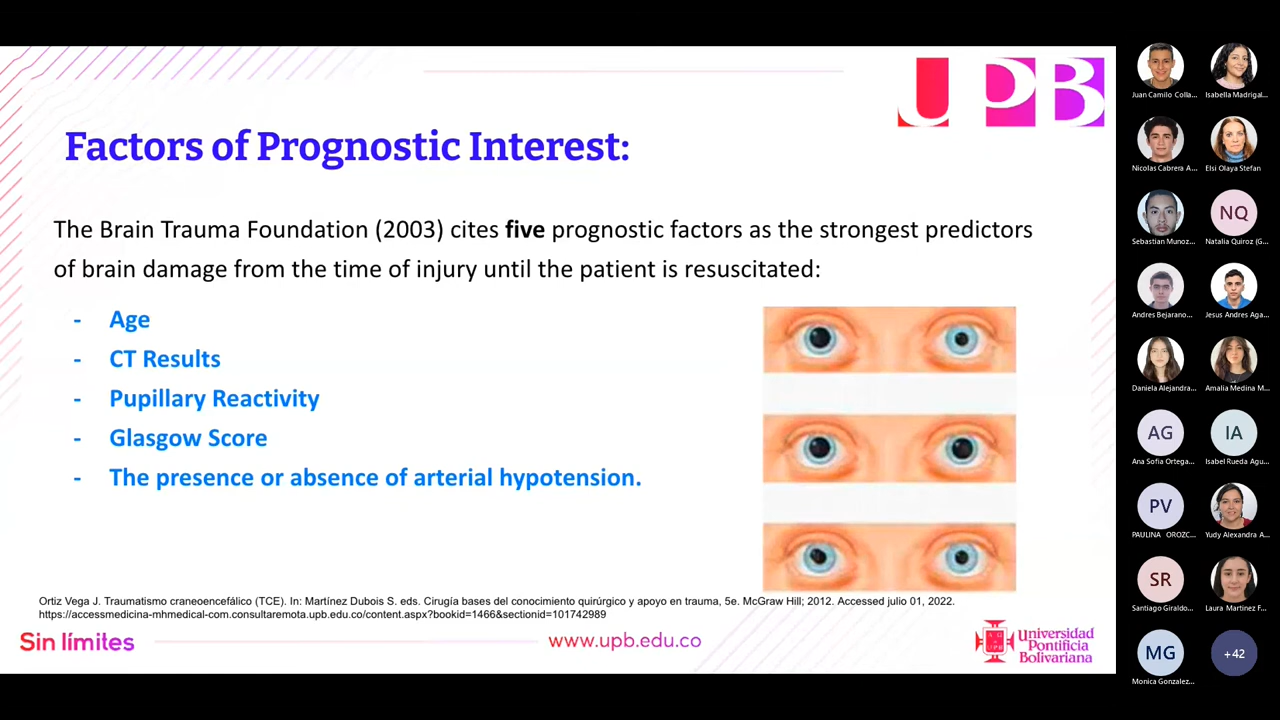 UPB
Factors of Prognostic Interest:
The Brain Trauma Foundation (2003) cites five prognostic factors as the strongest predictors
of brain damage from the time of injury until the patient is resuscitated:
- Age
- CT Results
- Pupillary Reactivity
- Glasgow Score
- The presence or absence of arterial hypotension.
Ortiz Vega J. Traumatismo craneoencefálico (TCE). In: Martínez Dubois S. eds. Cirugía bases del conocimiento quirúrgico y apoyo en trauma, 5e. McGraw Hill; 2012. Accessed julio 01, 2022.
https://accessmedicina-mhmedical-com.consultaremota.upb.edu.co/content.aspx?bookid=1466&sectionid=101742989
Sin límites
www.upb.edu.co
Universidad
Pontificia
Bolivariana
Juan Camilo Colla...
Isabella Madrigal...
Nicolas Cabrera A...
Elsi Olaya Stefan
Sebastian Munoz...
NQ
Natalia Quiroz (G...
Andres Bejarano...
Jesus Andres Aga...
Daniela Alejandra...
Amalia Medina M...
AG
Ana Sofia Ortega...
IA
Isabel Rueda Agu...
PV
PAULINA OROZC...
Yudy Alexandra A...
SR
Santiago Giraldo...
Laura Martinez F...
MG
Monica Gonzalez...
+42